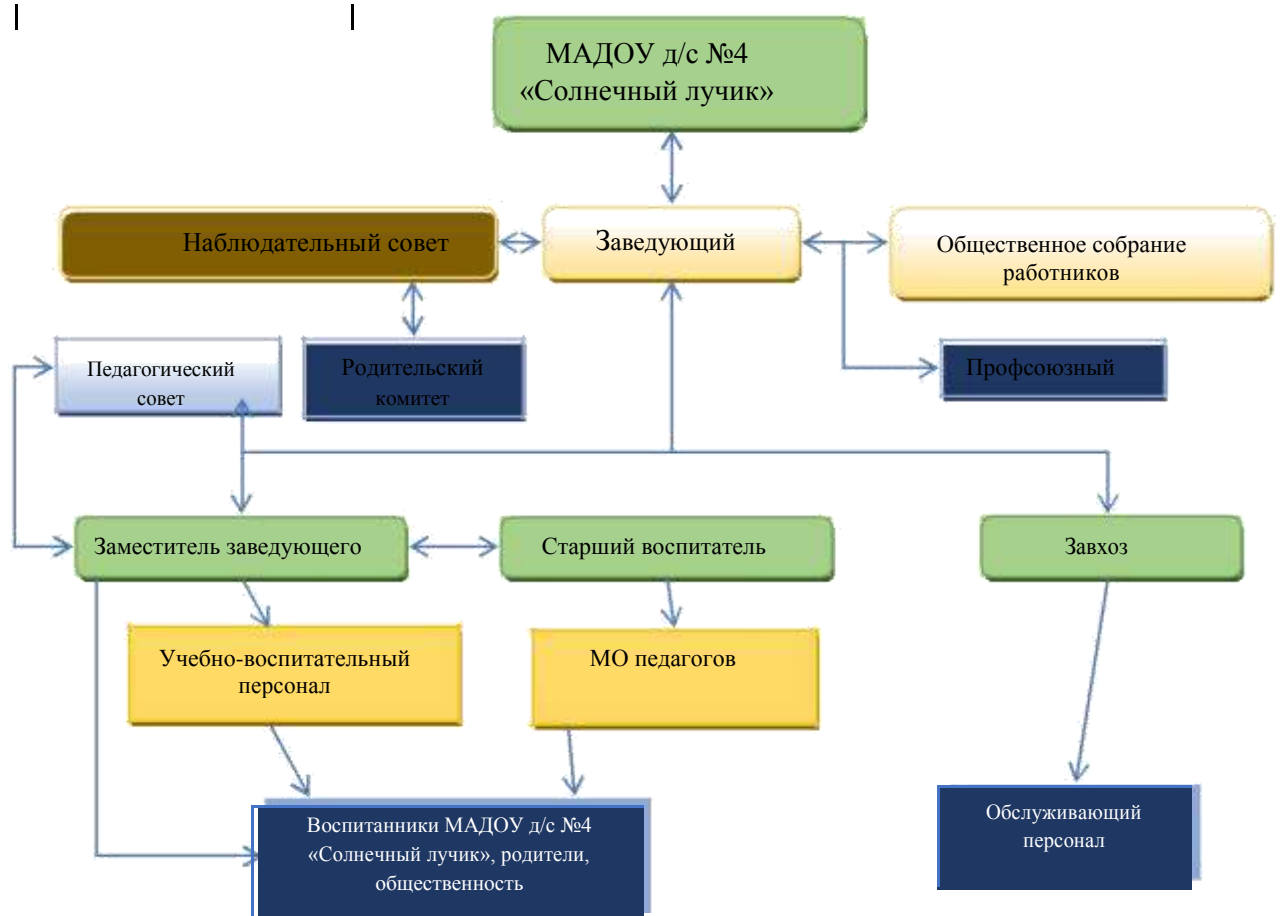 МАДОУ д/с №4
«Солнечный лучик»
Наблюдательный совет
Заведующий
Общественное собрание
работников
Педагогический
совет
Родительский
комитет
Профсоюзный
Заместитель заведующего
Старший воспитатель
Завхоз
Учебно-воспитательный
персонал
МО педагогов
Воспитанники МАДОУ д/с №4
«Солнечный лучик», родители,
общественность
Обслуживающий
персонал